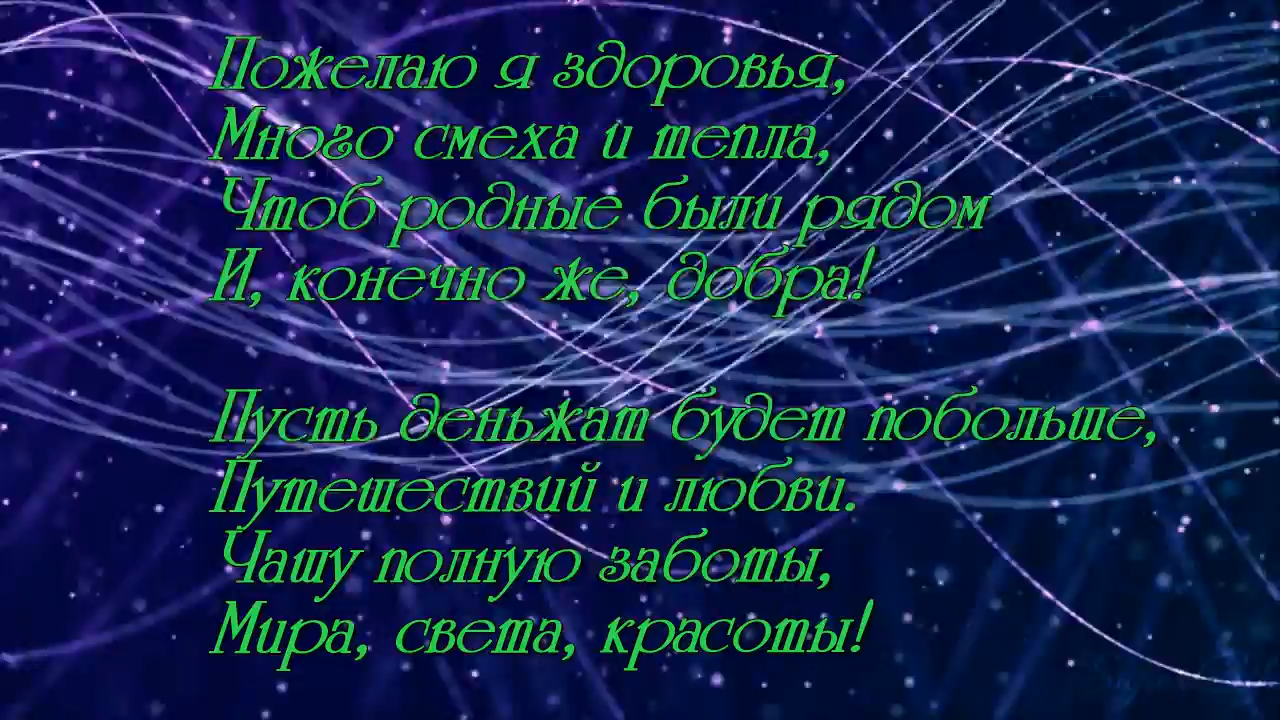 Пожелаю я здоровья,
Много смеха и тепла,
Чтоб родные были рядом
И, конечно же, добра!
Пусть деньжат будет побольше,
Путешествий и любви.
Чашу полную заботы,
Мира, света, красоты!